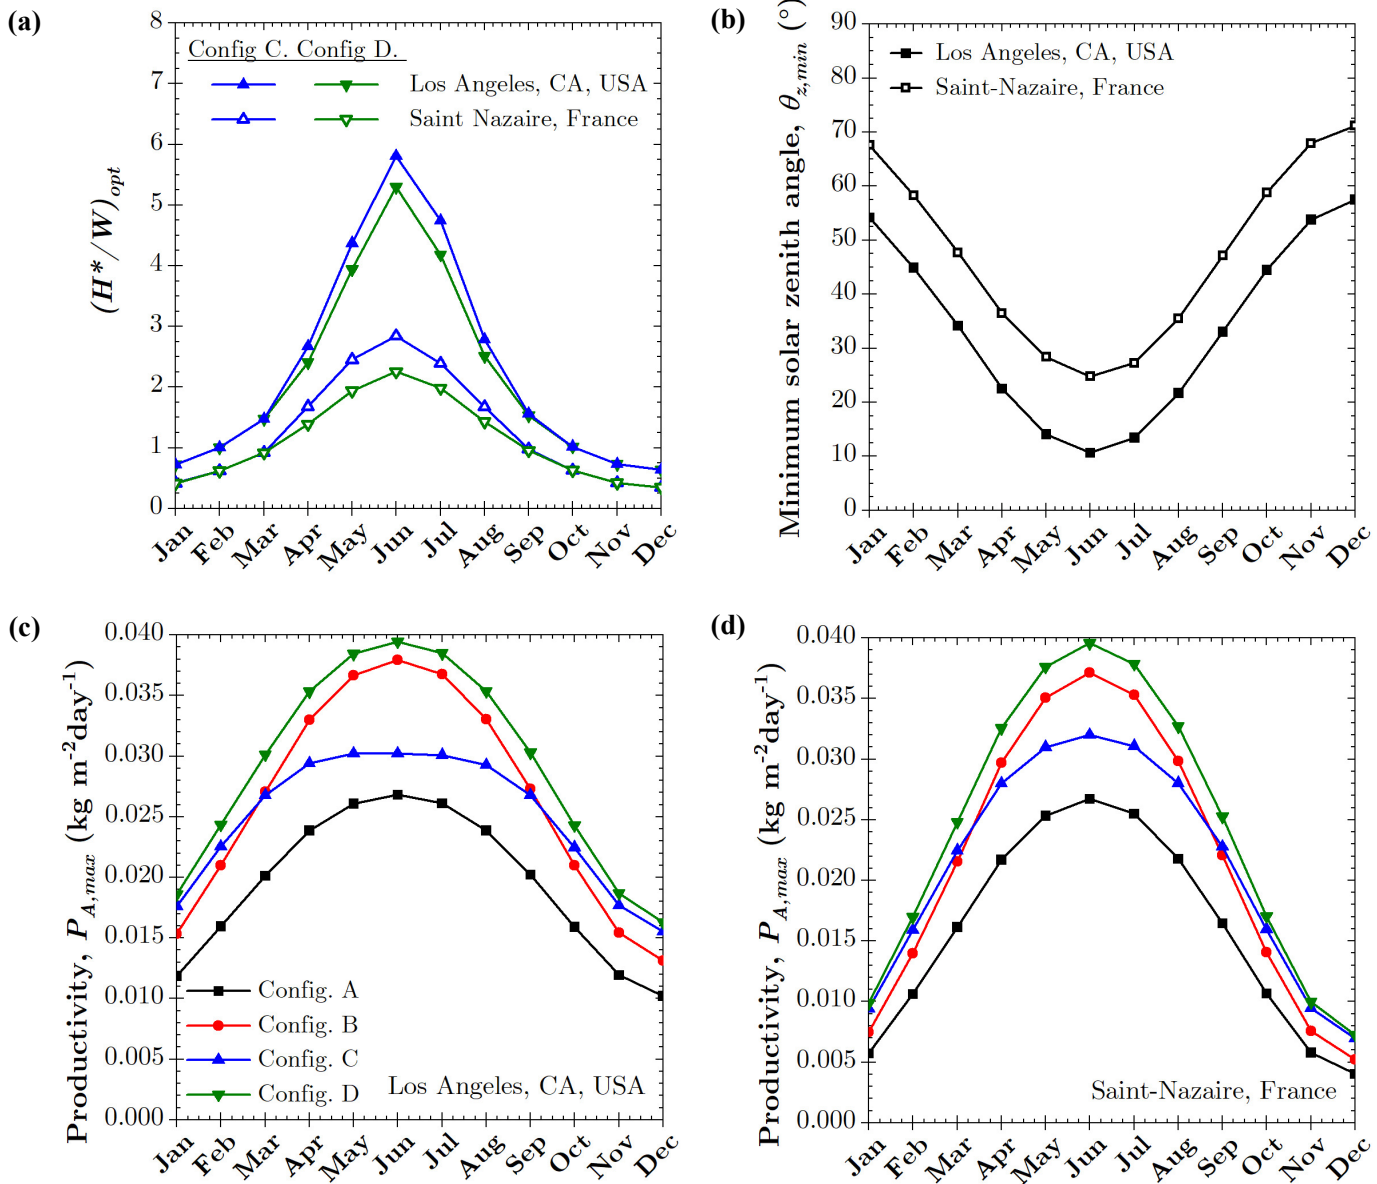 (a)
8
7
6
5
4
3
2
1
0
(H*/W)opt
Config C. Config D.
Los Angeles, CA, USA
Saint Nazaire, France
Jan Feb Mar Apr May Jun Jul Aug Sep Oct Nov Dec
(b)
90
80
70
60
50
40
30
20
10
0
Minimum solar zenith angle, θz,min (°)
Los Angeles, CA, USA
Saint-Nazaire, France
Jan Feb Mar Apr May Jun Jul Aug Sep Oct Nov Dec
(c)
0.040
0.035
0.030
0.025
0.020
0.015
0.010
0.005
0.000
Productivity, P A,max (kg m-2day-1)
Config. A
Config. B
Config. C
Config. D
Los Angeles, CA, USA
Jan Feb Mar Apr May Jun Jul Aug Sep Oct Nov Dec
(d)
0.040
0.035
0.030
0.025
0.020
0.015
0.010
0.005
0.000
Productivity, P A,max (kg m-2day-1)
Saint-Nazaire, France
Jan Feb Mar Apr May Jun Jul Aug Sep Oct Nov Dec